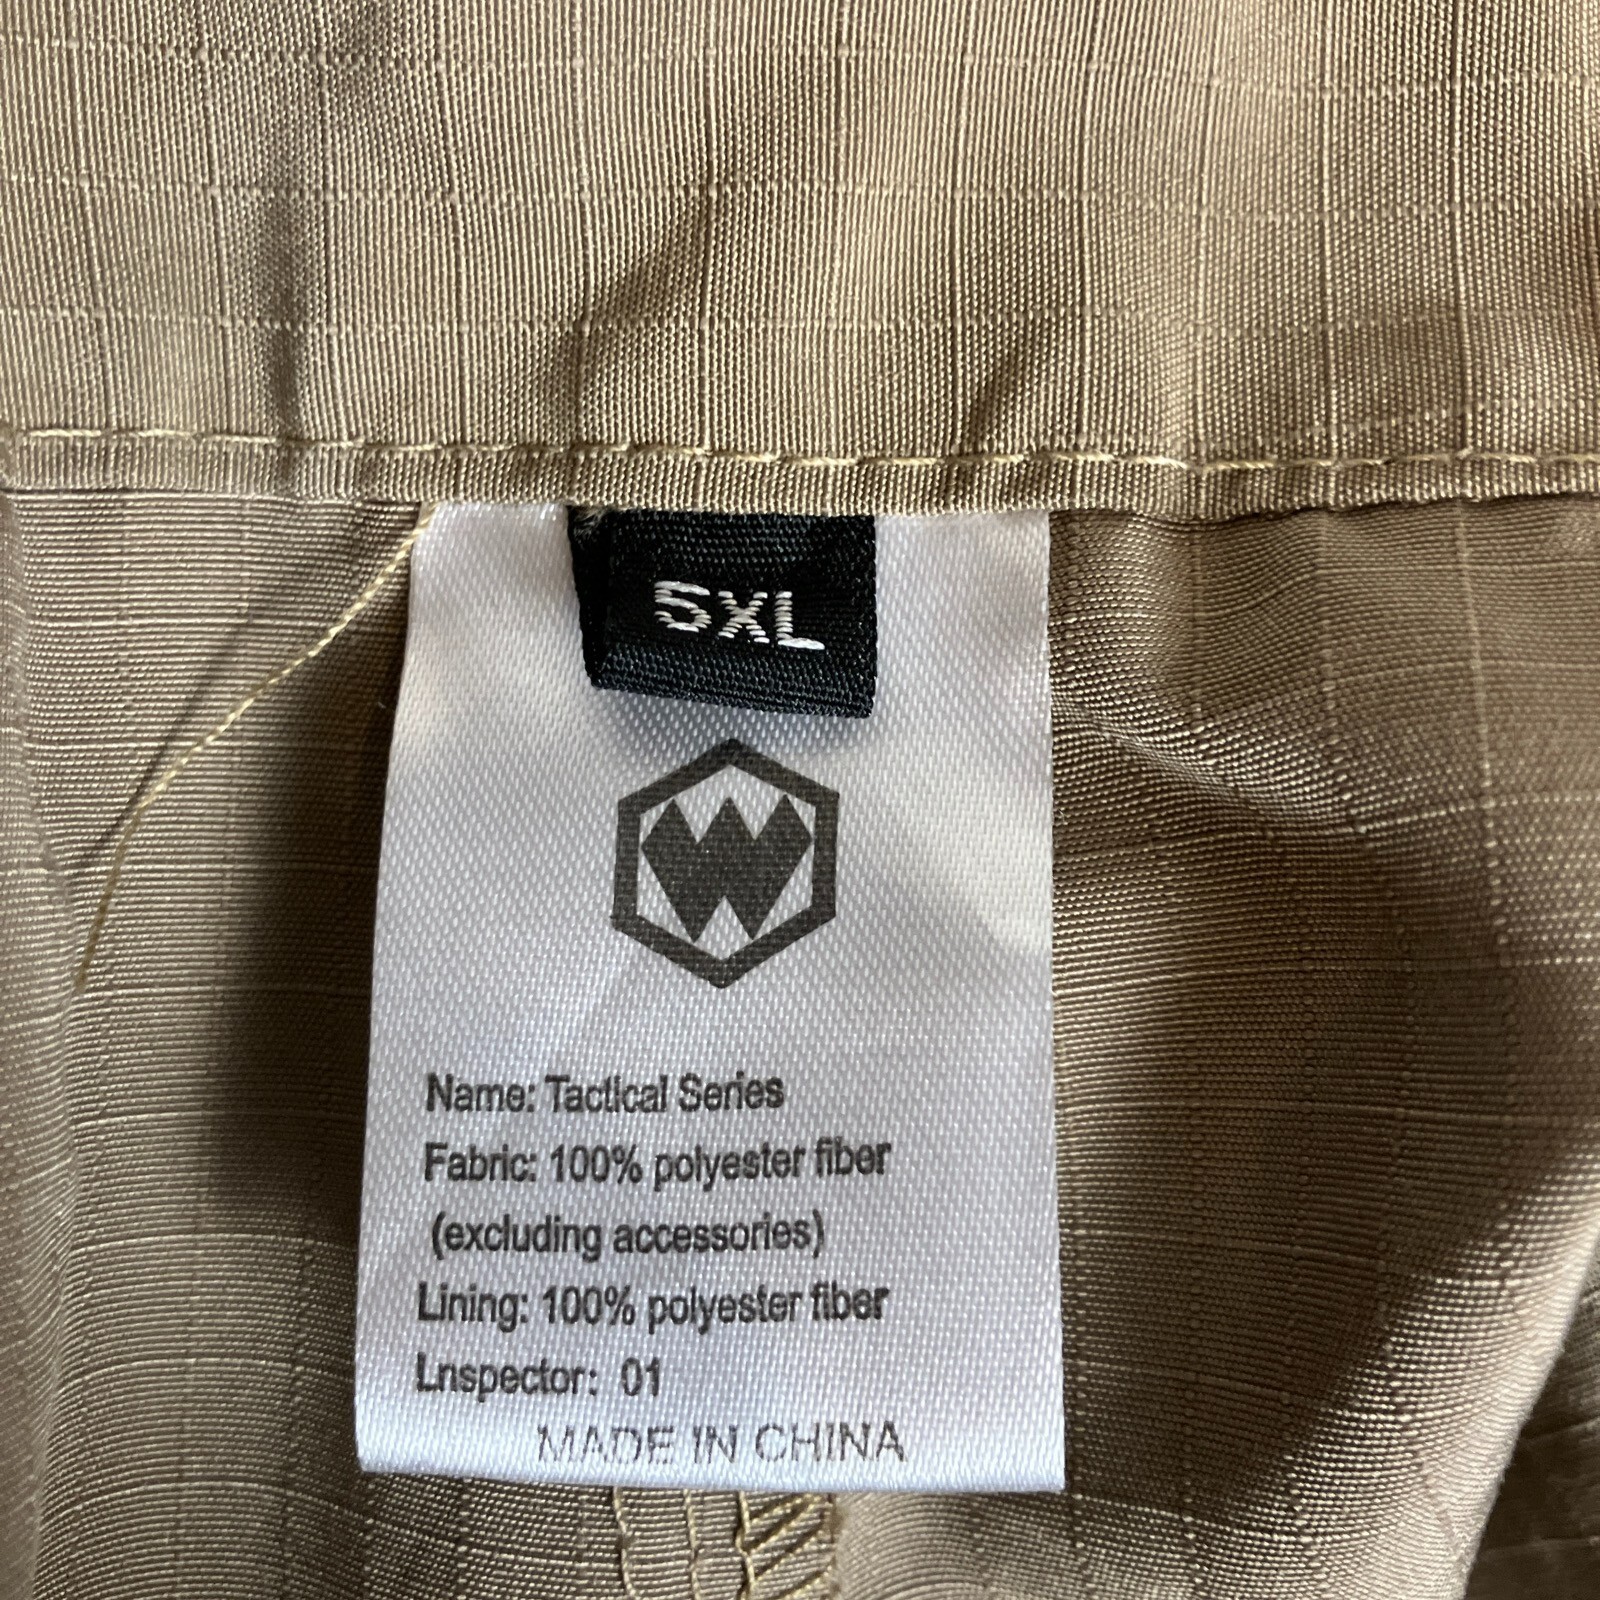 5XL
Name: Tactical Series
Fabric: 100% polyester fiber
(excluding accessories)
Lining: 100% polyester fiber
Lnspector: 01
MADE IN CHINA